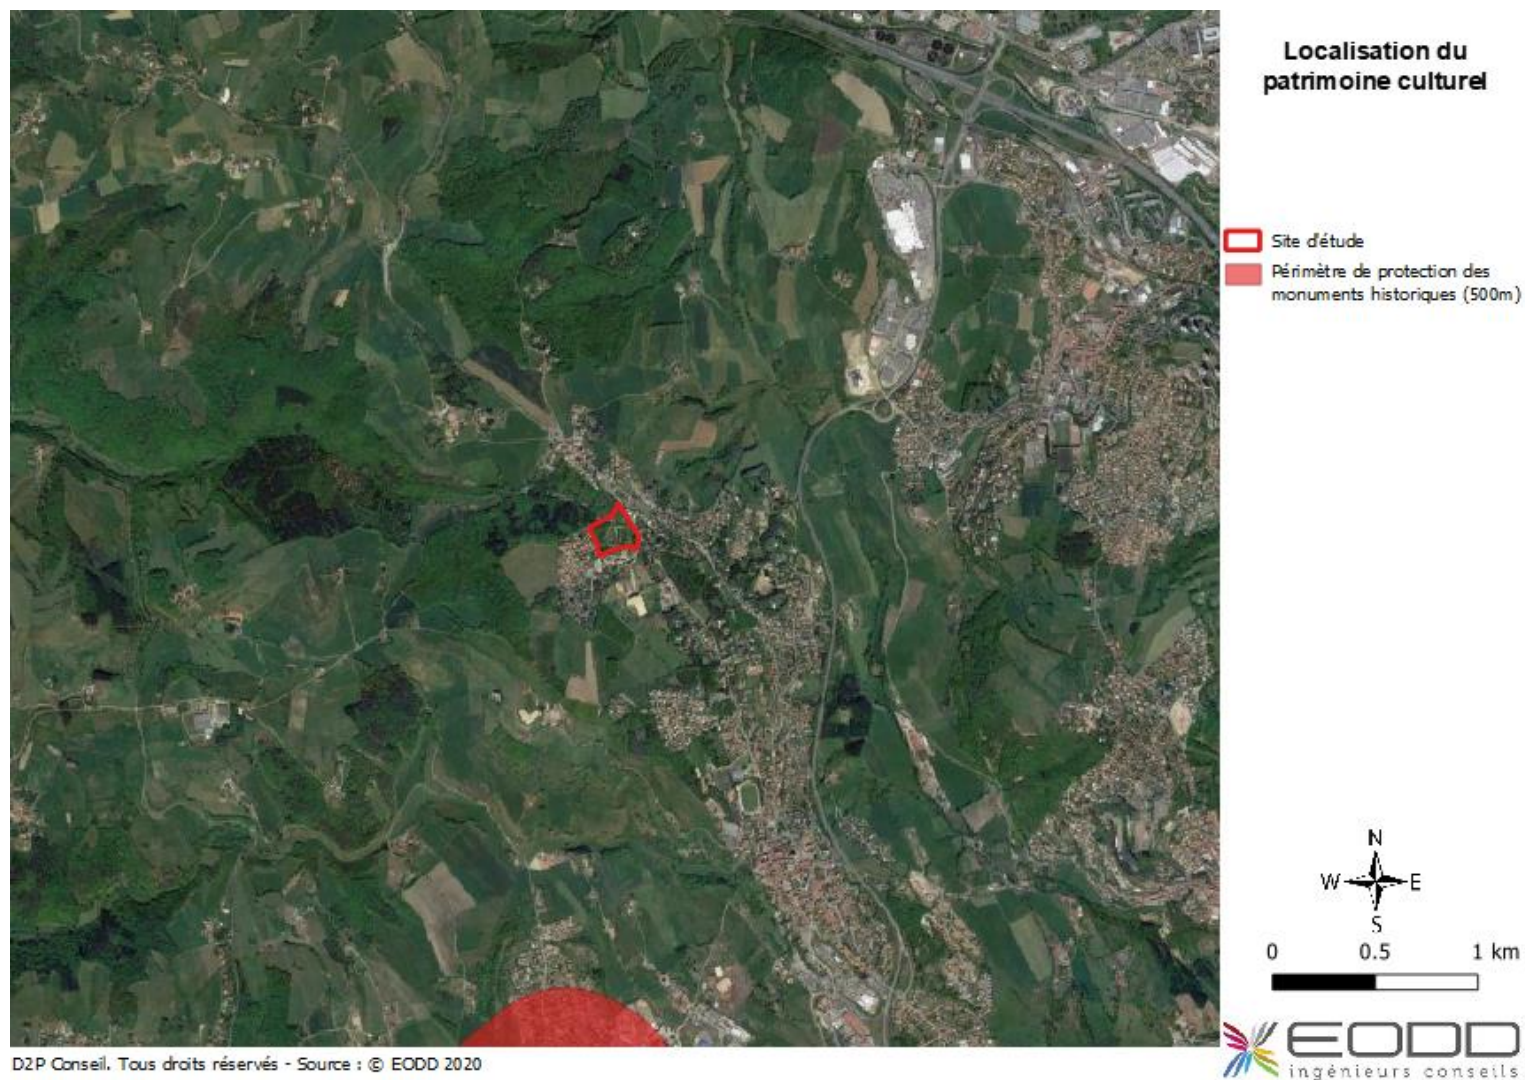 Localisation du
patrimoine culturel
Site d'étude
Périmètre de protection des
monuments historiques (500m)
N
W E
S
0 0.5 1 km
EODD
ingénieurs conseils
D2P Conseil. Tous droits réservés - Source : © EODD 2020